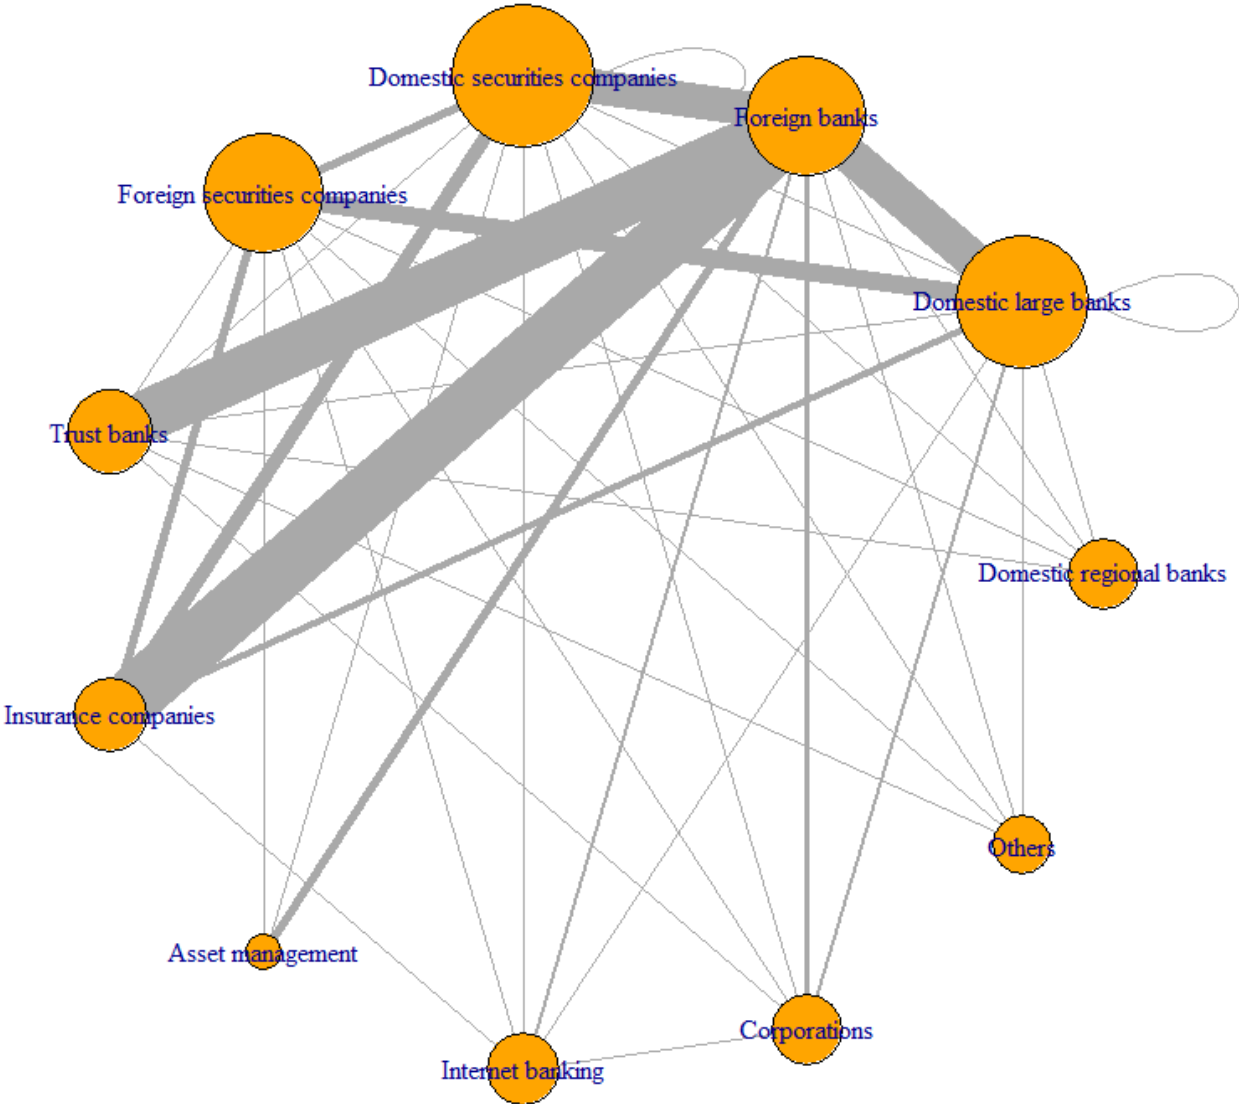 Domestic securities companies
Foreign banks
Foreign securities companies
Domestic large banks
Trust banks
Domestic regional banks
Insurance companies
Others
Asset management
Corporations
Internet banking